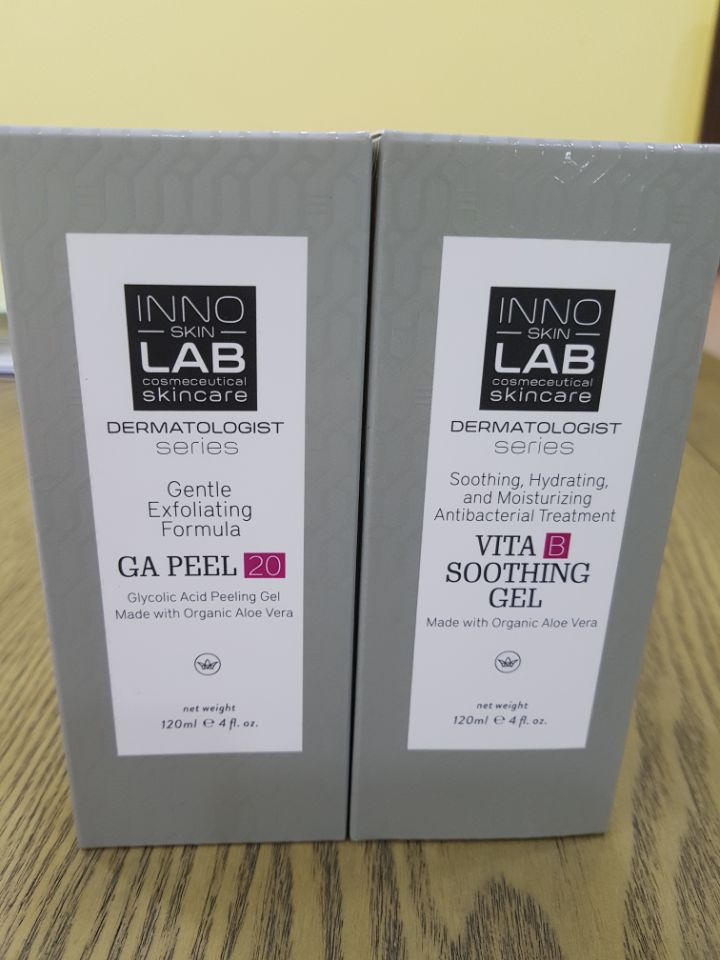 INNO
SKIN
LAB
cosmeceutical
skincare
DERMATOLOGIST
series
Gentle
Exfoliating
Formula
GA PEEL 20
Glycolic Acid Peeling Gel
Made with Organic Aloe Vera
net weight
120ml ℮ 4 fl. oz.
INNO
SKIN
LAB
cosmeceutical
skincare
DERMATOLOGIST
series
Soothing, Hydrating,
and Moisturizing
Antibacterial Treatment
VITA B
SOOTHING
GEL
Made with Organic Aloe Vera
net weight
120ml ℮ 4 fl. oz.